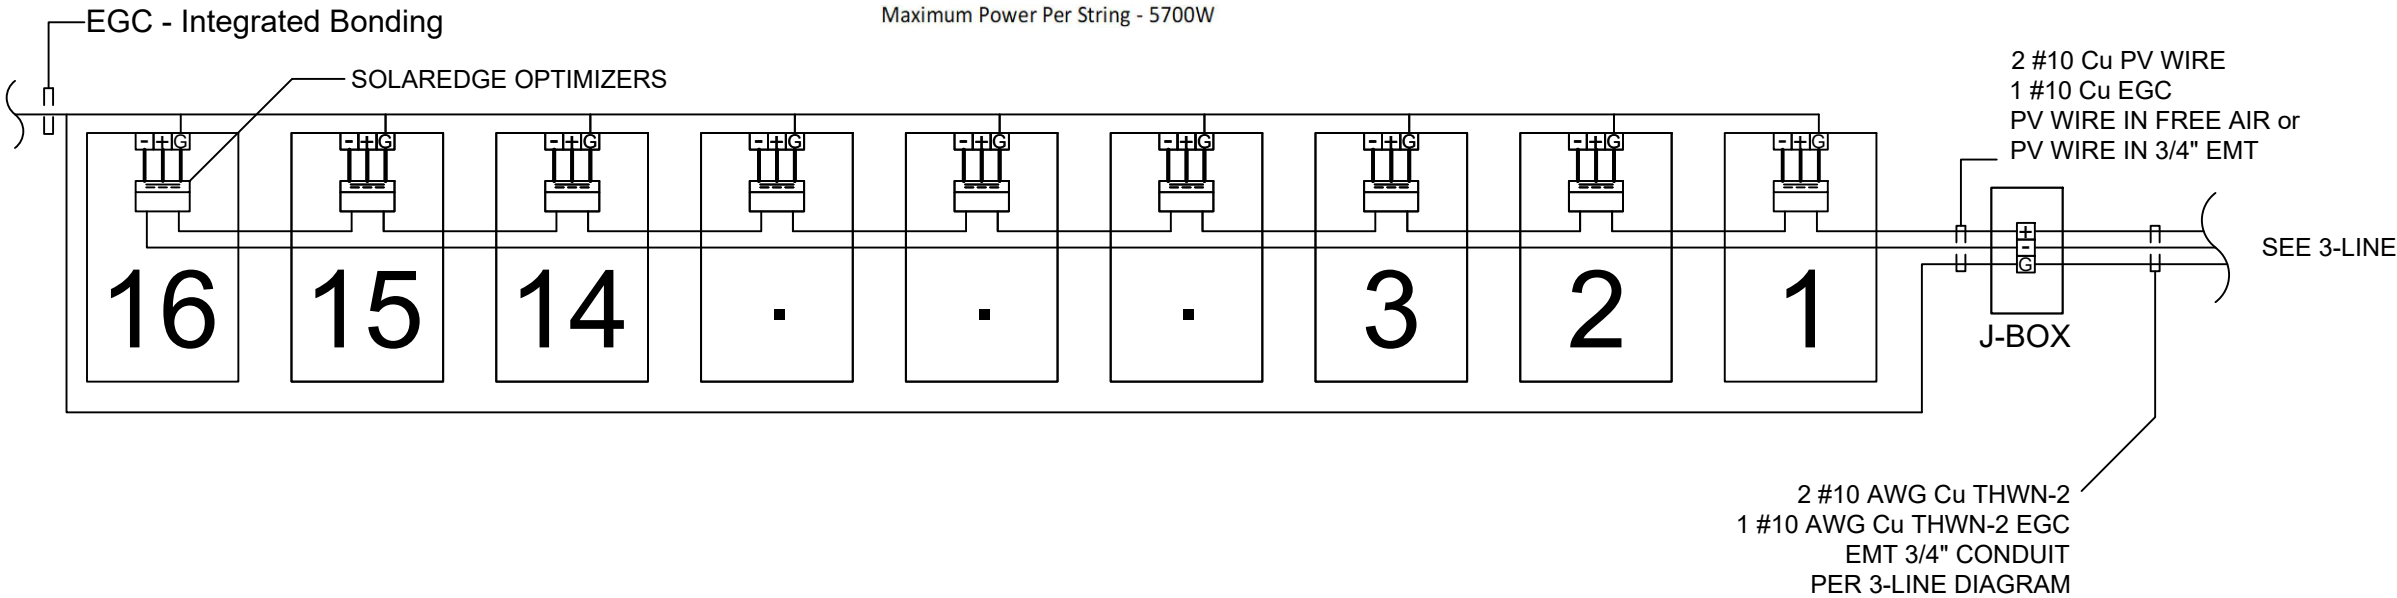 Maximum Power Per String - 5700W
EGC - Integrated Bonding
SOLAREDGE OPTIMIZERS
2 #10 Cu PV WIRE
1 #10 Cu EGC
PV WIRE IN FREE AIR or
PV WIRE IN 3/4" EMT
- + G
- + G
- + G
- + G
- + G
- + G
- + G
- + G
- + G
+
-
G
SEE 3-LINE
16 15 14 . . . 3 2 1
J-BOX
2 #10 AWG Cu THWN-2
1 #10 AWG Cu THWN-2 EGC
EMT 3/4" CONDUIT
PER 3-LINE DIAGRAM